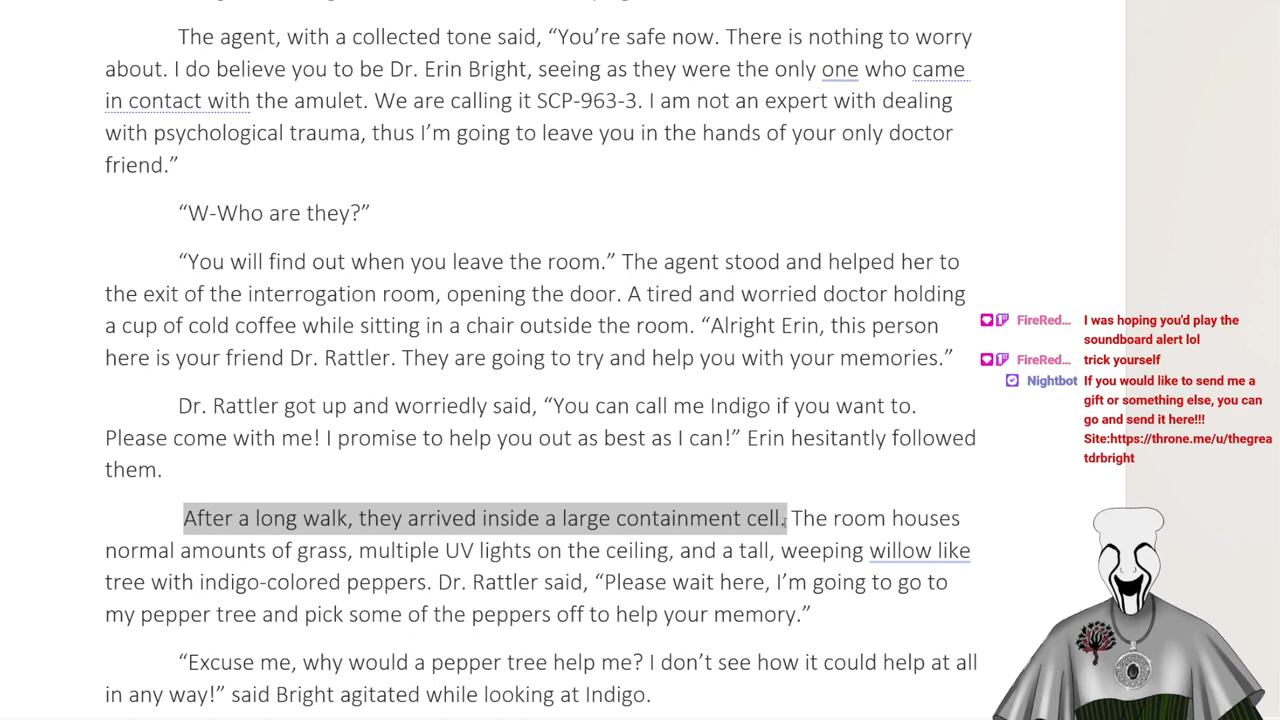 The agent, with a collected tone said, “You’re safe now. There is nothing to worry
about. I do believe you to be Dr. Erin Bright, seeing as they were the only one who came
in contact with the amulet. We are calling it SCP-963-3. I am not an expert with dealing
with psychological trauma, thus I’m going to leave you in the hands of your only doctor
friend.”
“W-Who are they?”
“You will find out when you leave the room.” The agent stood and helped her to
the exit of the interrogation room, opening the door. A tired and worried doctor holding
a cup of cold coffee while sitting in a chair outside the room. “Alright Erin, this person
here is your friend Dr. Rattler. They are going to try and help you with your memories.”
Dr. Rattler got up and worriedly said, “You can call me Indigo if you want to.
Please come with me! I promise to help you out as best as I can!” Erin hesitantly followed
them.
After a long walk, they arrived inside a large containment cell. The room houses
normal amounts of grass, multiple UV lights on the ceiling, and a tall, weeping willow like
tree with indigo-colored peppers. Dr. Rattler said, “Please wait here, I’m going to go to
my pepper tree and pick some of the peppers off to help your memory.”
“Excuse me, why would a pepper tree help me? I don’t see how it could help at all
in any way!” said Bright agitated while looking at Indigo.
FireRed... I was hoping you'd play the
soundboard alert lol
FireRed... trick yourself
Nightbot If you would like to send me a
gift or something else, you can
go and send it here!!!
Site:https://throne.me/u/thegrea
tdrbright